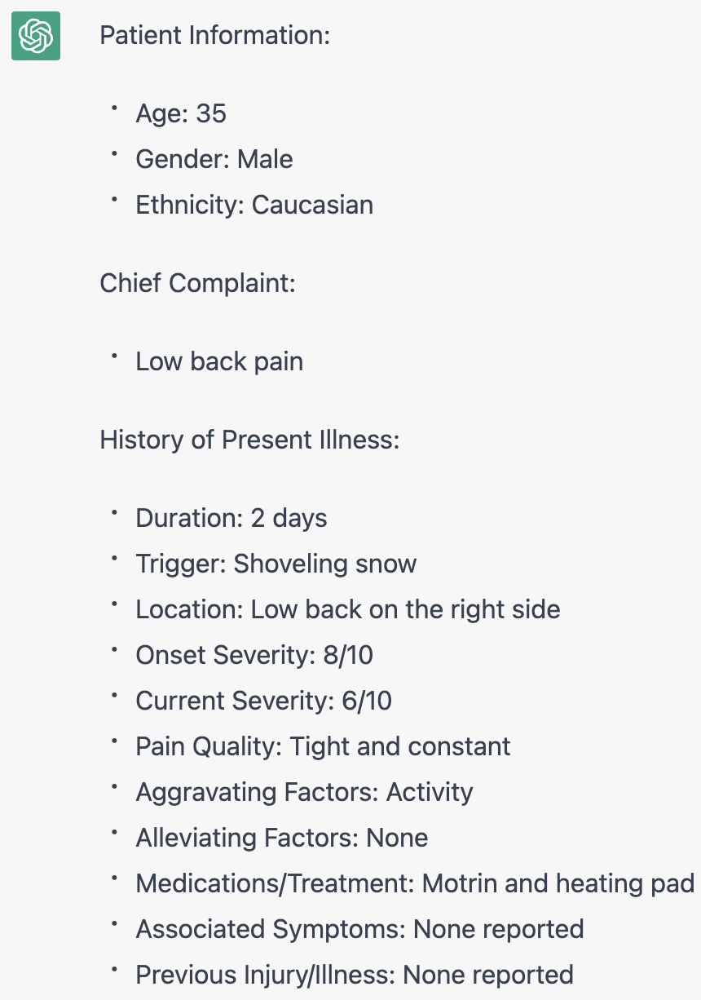 Patient Information:
• Age: 35
• Gender: Male
• Ethnicity: Caucasian
Chief Complaint:
• Low back pain
History of Present Illness:
• Duration: 2 days
• Trigger: Shoveling snow
• Location: Low back on the right side
• Onset Severity: 8/10
• Current Severity: 6/10
• Pain Quality: Tight and constant
• Aggravating Factors: Activity
• Alleviating Factors: None
• Medications/Treatment: Motrin and heating pad
• Associated Symptoms: None reported
• Previous Injury/Illness: None reported